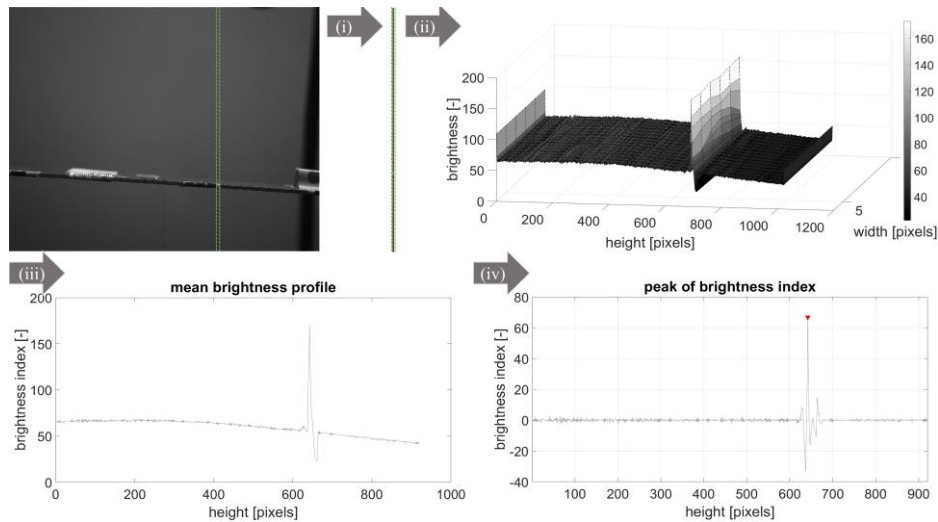 (i)
(ii)
200
150
100
50
0
brightness [-]
0
200
400
600
800
1000
1200
height [pixels]
5
width [pixels]
160
140
120
100
80
60
40
(iii)
mean brightness profile
200
150
100
50
0
brightness index [-]
0 200 400 600 800 1000
height [pixels]
(iv)
peak of brightness index
80
60
40
20
0
-20
-40
brightness index [-]
100 200 300 400 500 600 700 800 900
height [pixels]